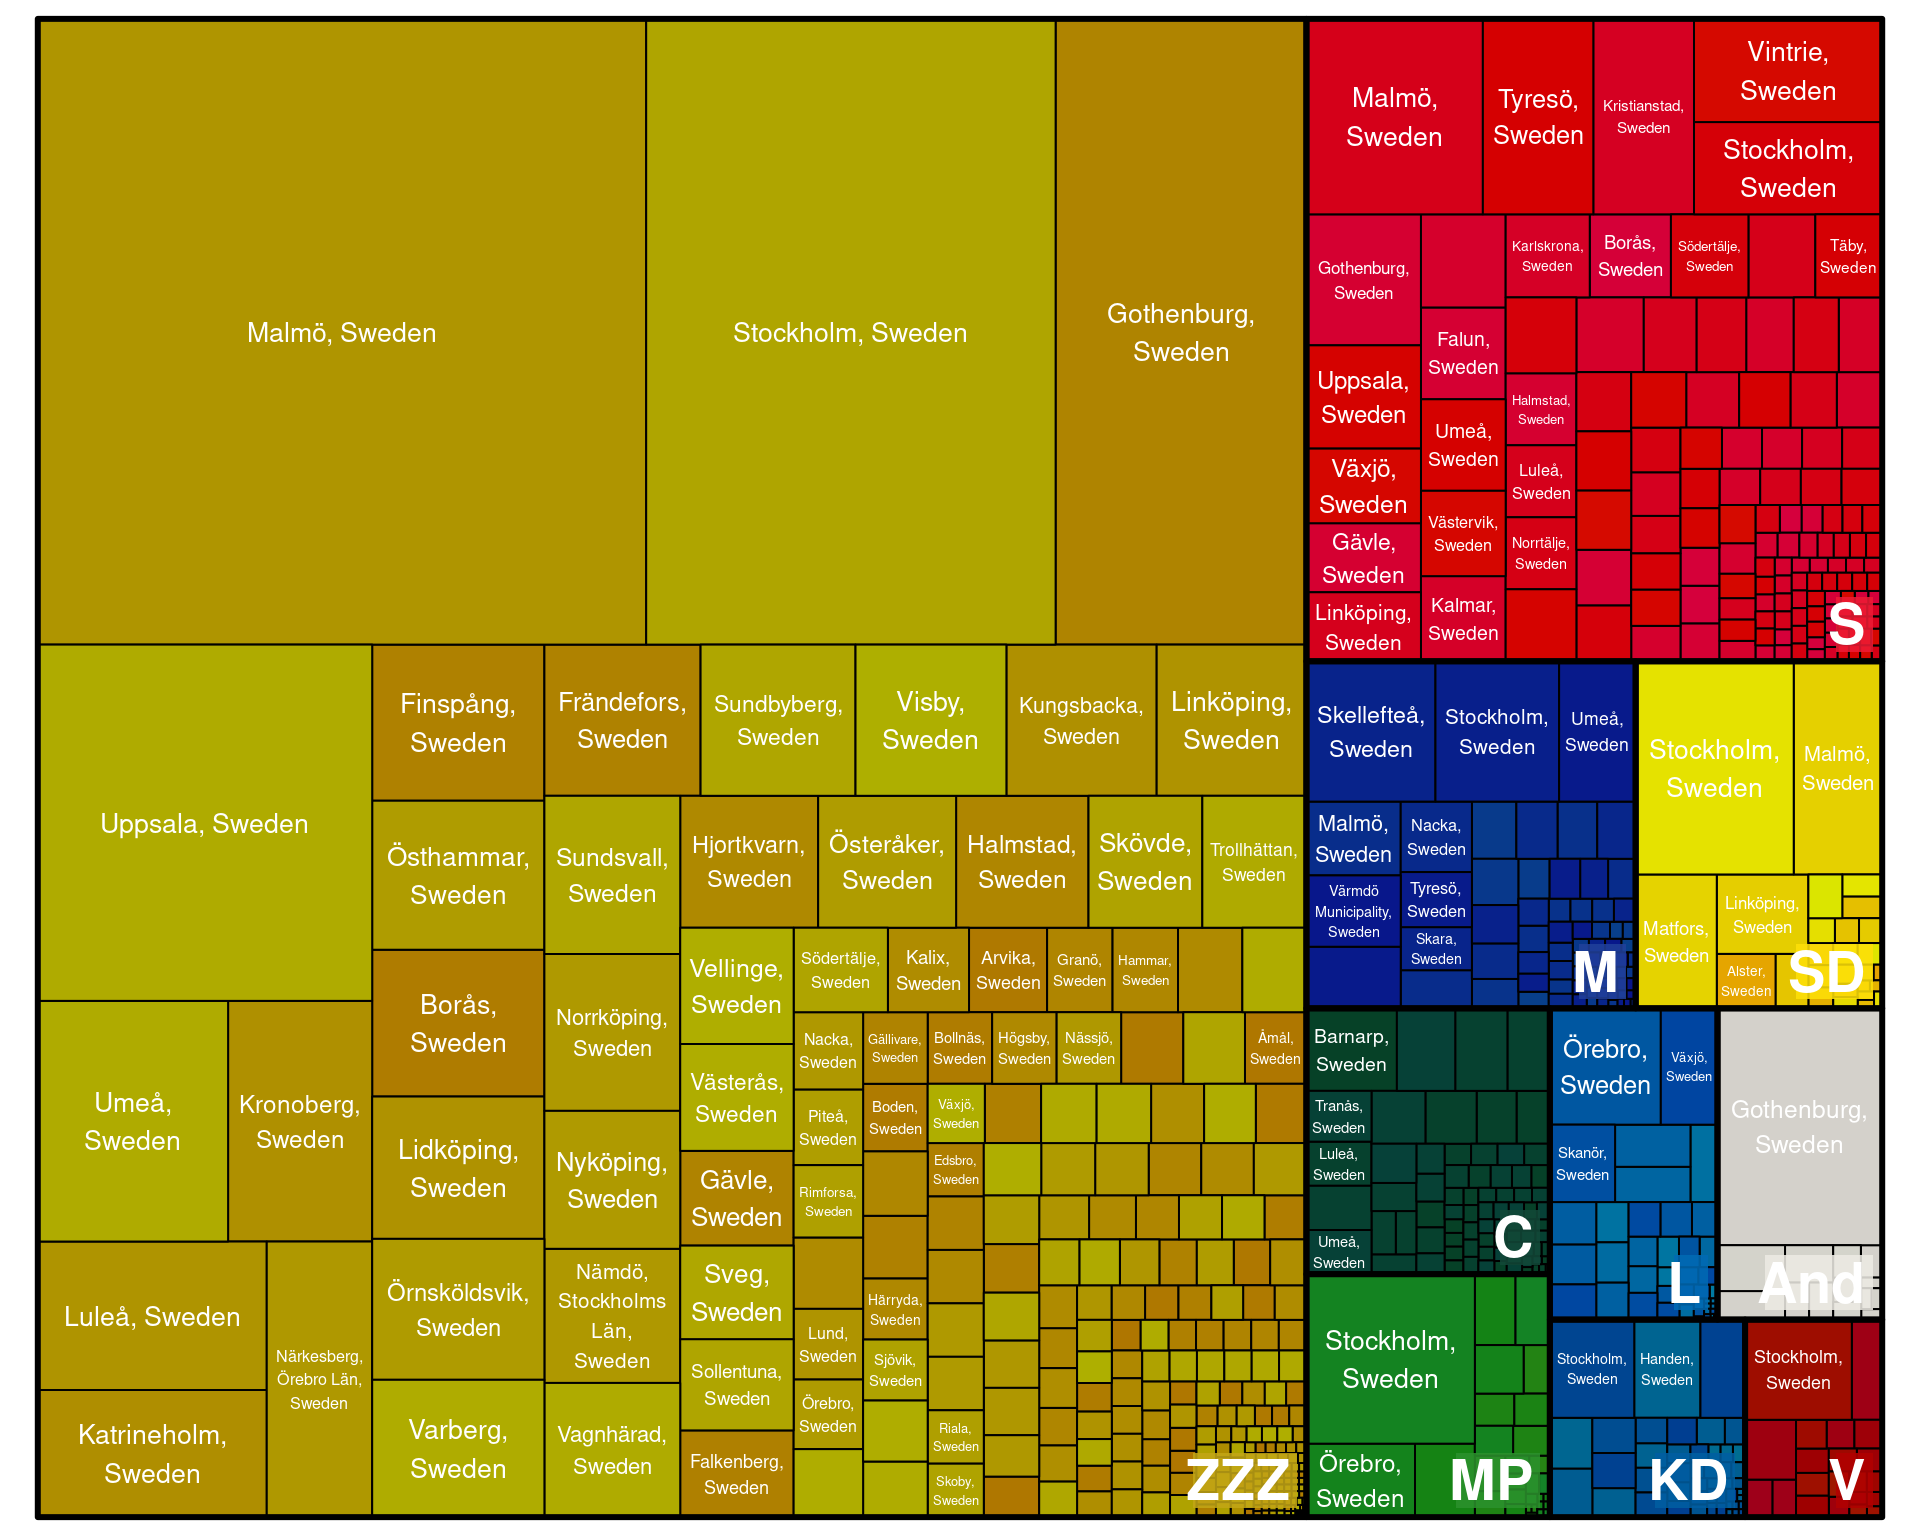 Malmö, Sweden
Stockholm, Sweden
Gothenburg,
Sweden
Uppsala, Sweden
Umeå,
Sweden
Kronoberg,
Sweden
Luleå, Sweden
Katrineholm,
Sweden
Närkesberg,
Örebro Län,
Sweden
Finspång,
Sweden
Östhammar,
Sweden
Borås,
Sweden
Lidköping,
Sweden
Örnsköldsvik,
Sweden
Varberg,
Sweden
Frändefors,
Sweden
Sundbyberg,
Sweden
Visby,
Sweden
Kungsbacka,
Sweden
Linköping,
Sweden
Sundsvall,
Sweden
Norrköping,
Sweden
Nyköping,
Sweden
Nämdö,
Stockholms
Län,
Sweden
Vagnhärad,
Sweden
Hjortkvarn,
Sweden
Österåker,
Sweden
Halmstad,
Sweden
Skövde,
Sweden
Trollhättan,
Sweden
Vellinge,
Sweden
Västerås,
Sweden
Gävle,
Sweden
Sveg,
Sweden
Sollentuna,
Sweden
Falkenberg,
Sweden
Södertälje,
Sweden
Kalix,
Sweden
Arvika,
Sweden
Granö,
Sweden
Hammar,
Sweden
Nacka,
Sweden
Piteå,
Sweden
Rimforsa,
Sweden
Lund,
Sweden
Örebro,
Sweden
Gällivare,
Sweden
Boden,
Sweden
Härryda,
Sweden
Sjövik,
Sweden
Bollnäs,
Sweden
Högsby,
Sweden
Nässjö,
Sweden
Åmål,
Sweden
Växjö,
Sweden
Edsbro,
Sweden
Riala,
Sweden
Skoby,
Sweden
ZZZ
Malmö,
Sweden
Tyresö,
Sweden
Kristianstad,
Sweden
Vintrie,
Sweden
Stockholm,
Sweden
Gothenburg,
Sweden
Uppsala,
Sweden
Växjö,
Sweden
Gävle,
Sweden
Linköping,
Sweden
Falun,
Sweden
Umeå,
Sweden
Västervik,
Sweden
Kalmar,
Sweden
Karlskrona,
Sweden
Borås,
Sweden
Södertälje,
Sweden
Täby,
Sweden
Halmstad,
Sweden
Luleå,
Sweden
Norrtälje,
Sweden
S
Skellefteå,
Sweden
Stockholm,
Sweden
Umeå,
Sweden
Malmö,
Sweden
Värmdö
Municipality,
Sweden
Nacka,
Sweden
Tyresö,
Sweden
Skara,
Sweden
M
Stockholm,
Sweden
Malmö,
Sweden
Matfors,
Sweden
Linköping,
Sweden
Alster,
Sweden
SD
Barnarp,
Sweden
Tranås,
Sweden
Luleå,
Sweden
Umeå,
Sweden
C
Örebro,
Sweden
Växjö,
Sweden
Skanör,
Sweden
L
Gothenburg,
Sweden
And
Stockholm,
Sweden
Örebro,
Sweden
MP
Stockholm,
Sweden
Handen,
Sweden
KD
Stockholm,
Sweden
V